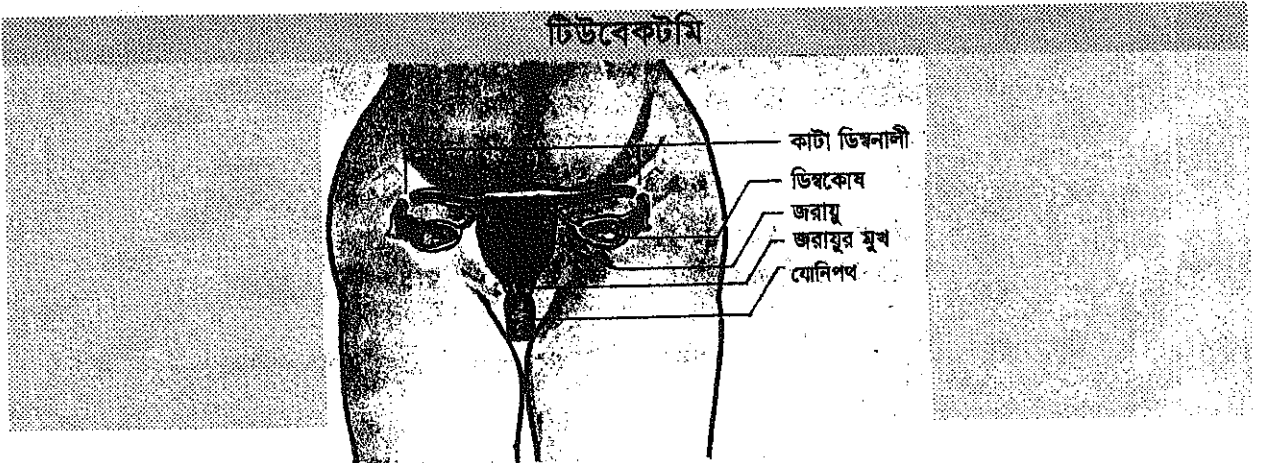 টিউবেকটমি
কাটা ডিম্বনালী
ডিম্বকোষ
জরায়ু
জরায়ুর মুখ
যোনিপথ